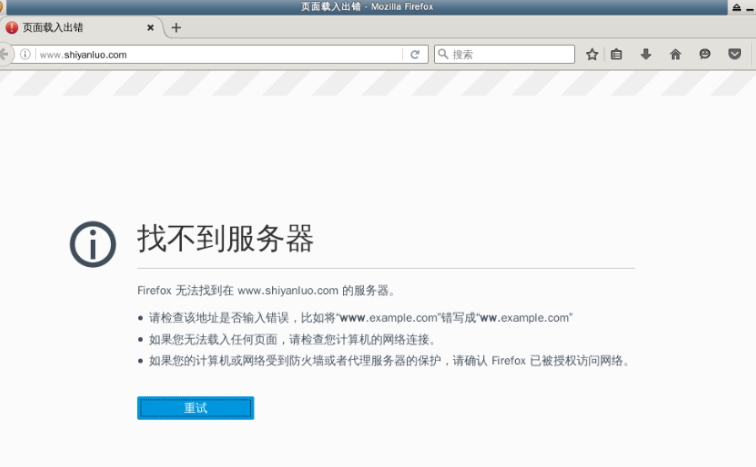 页面载入出错 - Mozilla Firefox
页面载入出错
www.shiyanluo.com
搜索
找不到服务器
Firefox 无法找到在 www.shiyanluo.com 的服务器。
• 请检查该地址是否输入错误，比如将“www.example.com”错写成“ww.example.com”
• 如果您无法载入任何页面，请检查您计算机的网络连接。
• 如果您的计算机或网络受到防火墙或者代理服务器的保护，请确认 Firefox 已被授权访问网络。
重试